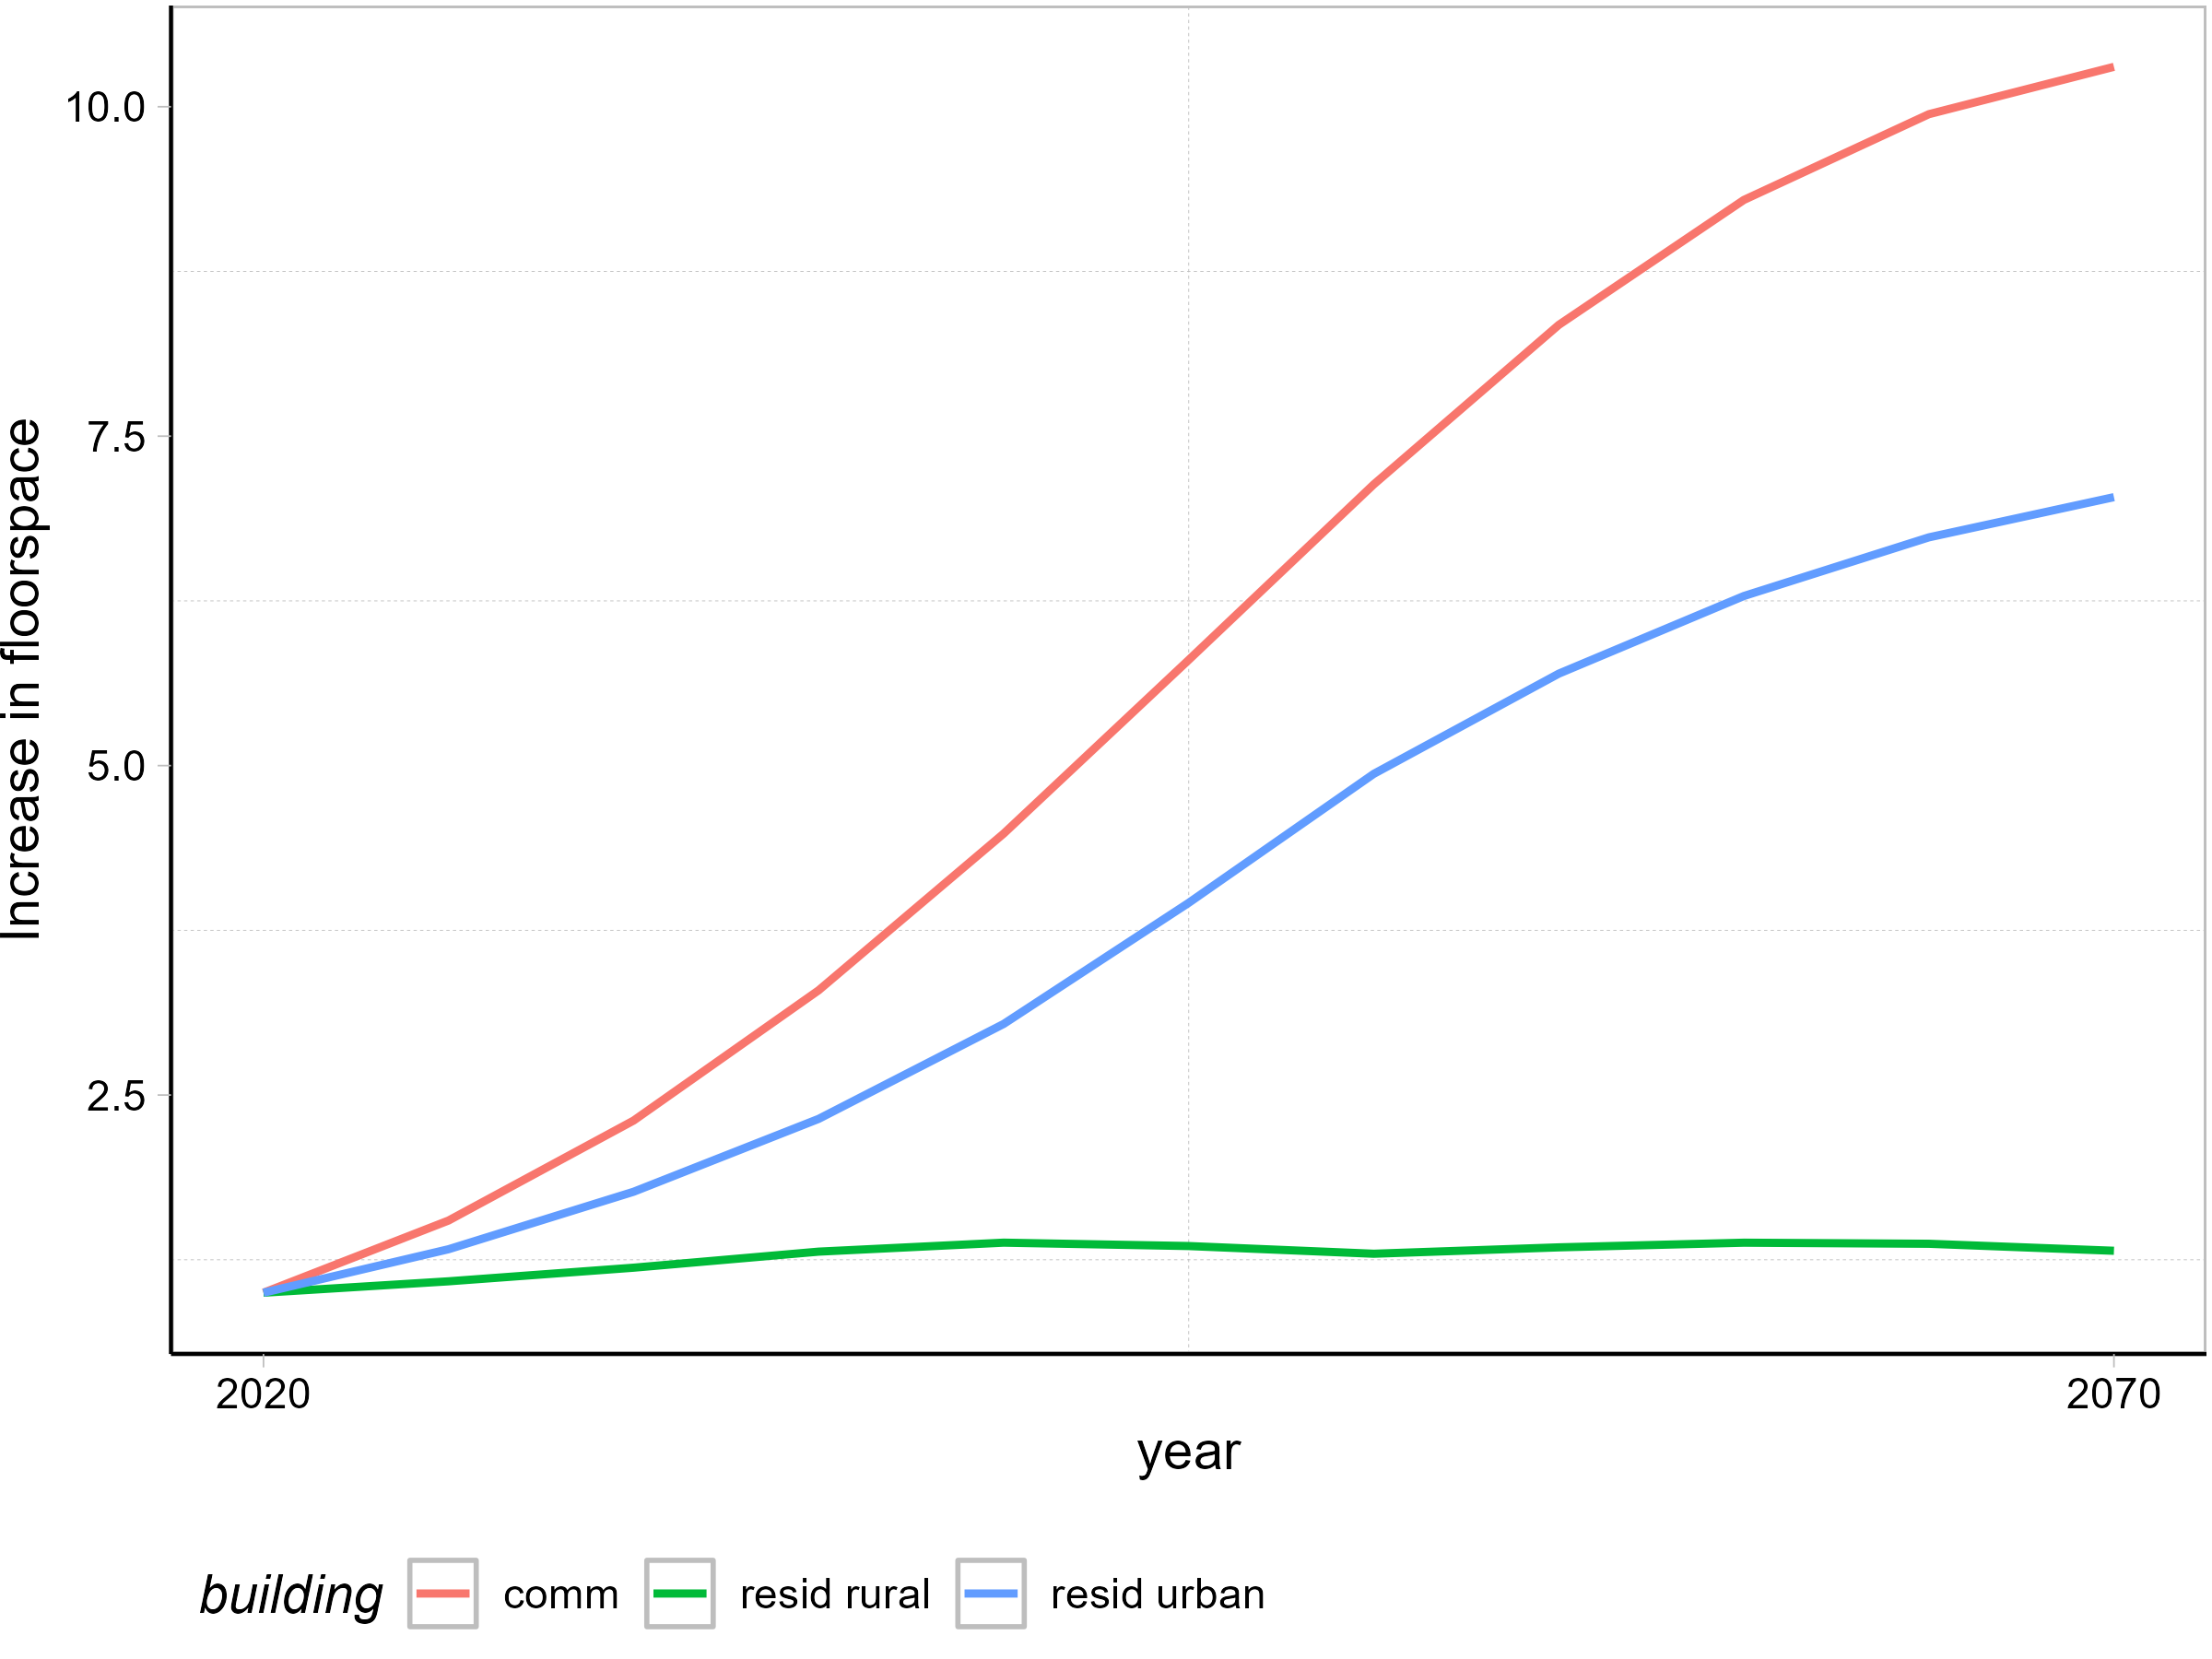 Increase in floorspace
10.0
7.5
5.0
2.5
2020 2070
year
building comm resid rural resid urban